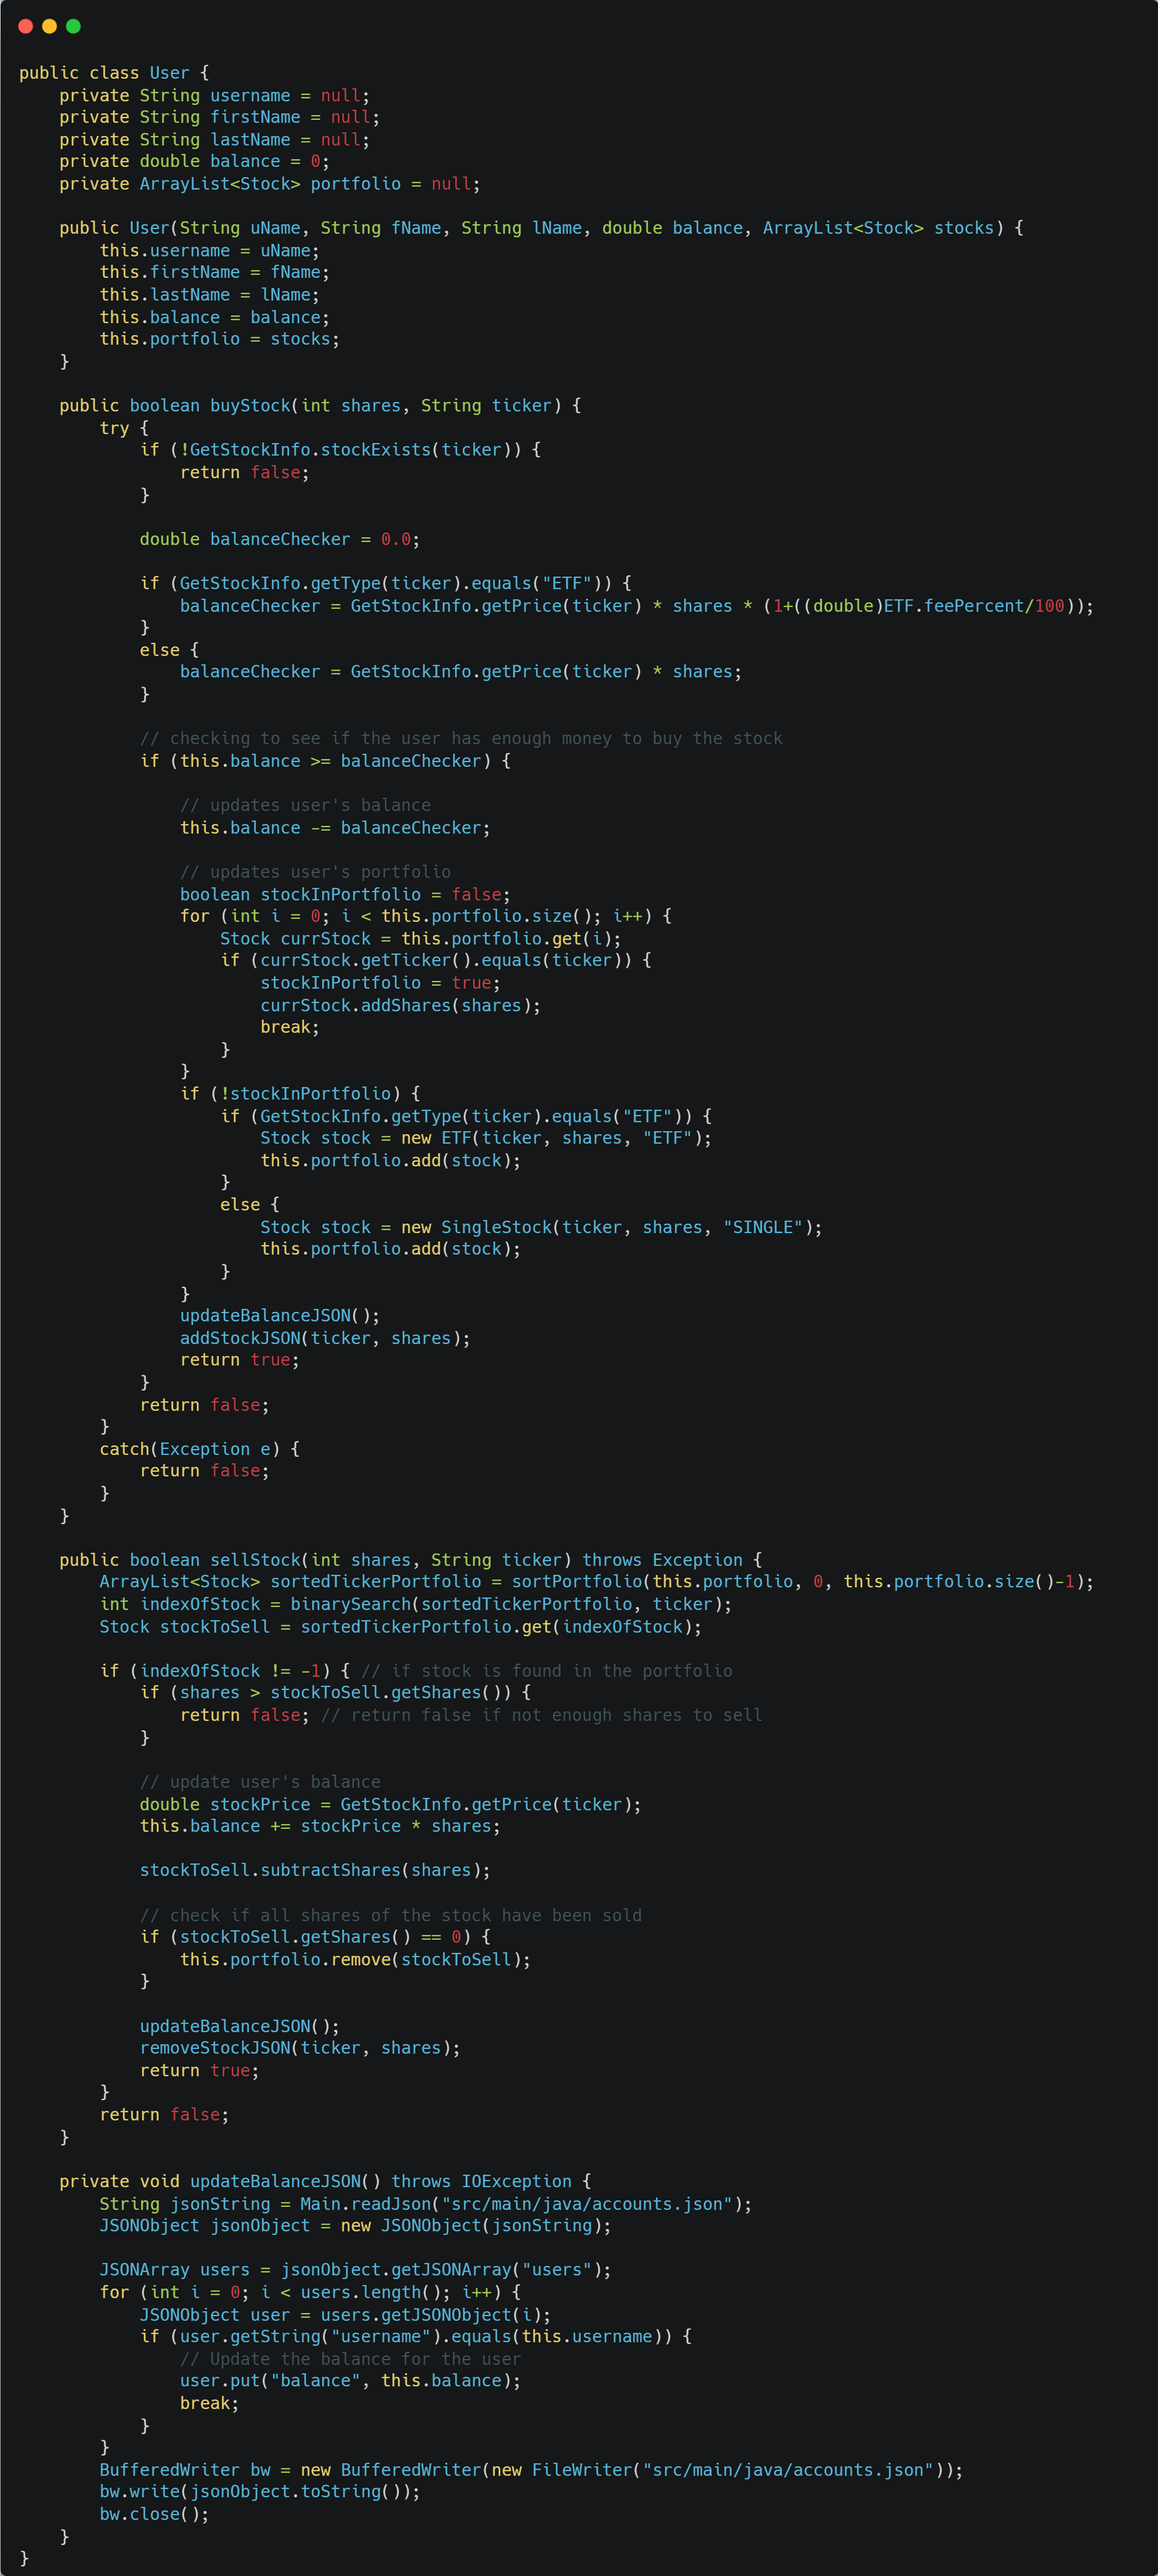 public class User {
    private String username = null;
    private String firstName = null;
    private String lastName = null;
    private double balance = 0;
    private ArrayList<Stock> portfolio = null;

    public User(String uName, String fName, String lName, double balance, ArrayList<Stock> stocks) {
        this.username = uName;
        this.firstName = fName;
        this.lastName = lName;
        this.balance = balance;
        this.portfolio = stocks;
    }

    public boolean buyStock(int shares, String ticker) {
        try {
            if (!GetStockInfo.stockExists(ticker)) {
                return false;
            }

            double balanceChecker = 0.0;

            if (GetStockInfo.getType(ticker).equals("ETF")) {
                balanceChecker = GetStockInfo.getPrice(ticker) * shares * (1+((double)ETF.feePercent/100));
            }
            else {
                balanceChecker = GetStockInfo.getPrice(ticker) * shares;
            }

            // checking to see if the user has enough money to buy the stock
            if (this.balance >= balanceChecker) {

                // updates user's balance
                this.balance -= balanceChecker;

                // updates user's portfolio
                boolean stockInPortfolio = false;
                for (int i = 0; i < this.portfolio.size(); i++) {
                    Stock currStock = this.portfolio.get(i);
                    if (currStock.getTicker().equals(ticker)) {
                        stockInPortfolio = true;
                        currStock.addShares(shares);
                        break;
                    }
                }
                if (!stockInPortfolio) {
                    if (GetStockInfo.getType(ticker).equals("ETF")) {
                        Stock stock = new ETF(ticker, shares, "ETF");
                        this.portfolio.add(stock);
                    }
                    else {
                        Stock stock = new SingleStock(ticker, shares, "SINGLE");
                        this.portfolio.add(stock);
                    }
                }
                updateBalanceJSON();
                addStockJSON(ticker, shares);
                return true;
            }
            return false;
        }
        catch(Exception e) {
            return false;
        }
    }

    public boolean sellStock(int shares, String ticker) throws Exception {
        ArrayList<Stock> sortedTickerPortfolio = sortPortfolio(this.portfolio, 0, this.portfolio.size()-1);
        int indexOfStock = binarySearch(sortedTickerPortfolio, ticker);
        Stock stockToSell = sortedTickerPortfolio.get(indexOfStock);

        if (indexOfStock != -1) { // if stock is found in the portfolio
            if (shares > stockToSell.getShares()) {
                return false; // return false if not enough shares to sell
            }

            // update user's balance
            double stockPrice = GetStockInfo.getPrice(ticker);
            this.balance += stockPrice * shares;

            stockToSell.subtractShares(shares);

            // check if all shares of the stock have been sold
            if (stockToSell.getShares() == 0) {
                this.portfolio.remove(stockToSell);
            }

            updateBalanceJSON();
            removeStockJSON(ticker, shares);
            return true;
        }
        return false;
    }

    private void updateBalanceJSON() throws IOException {
        String jsonString = Main.readJson("src/main/java/accounts.json");
        JSONObject jsonObject = new JSONObject(jsonString);

        JSONArray users = jsonObject.getJSONArray("users");
        for (int i = 0; i < users.length(); i++) {
            JSONObject user = users.getJSONObject(i);
            if (user.getString("username").equals(this.username)) {
                // Update the balance for the user
                user.put("balance", this.balance);
                break;
            }
        }
        BufferedWriter bw = new BufferedWriter(new FileWriter("src/main/java/accounts.json"));
        bw.write(jsonObject.toString());
        bw.close();
    }
}